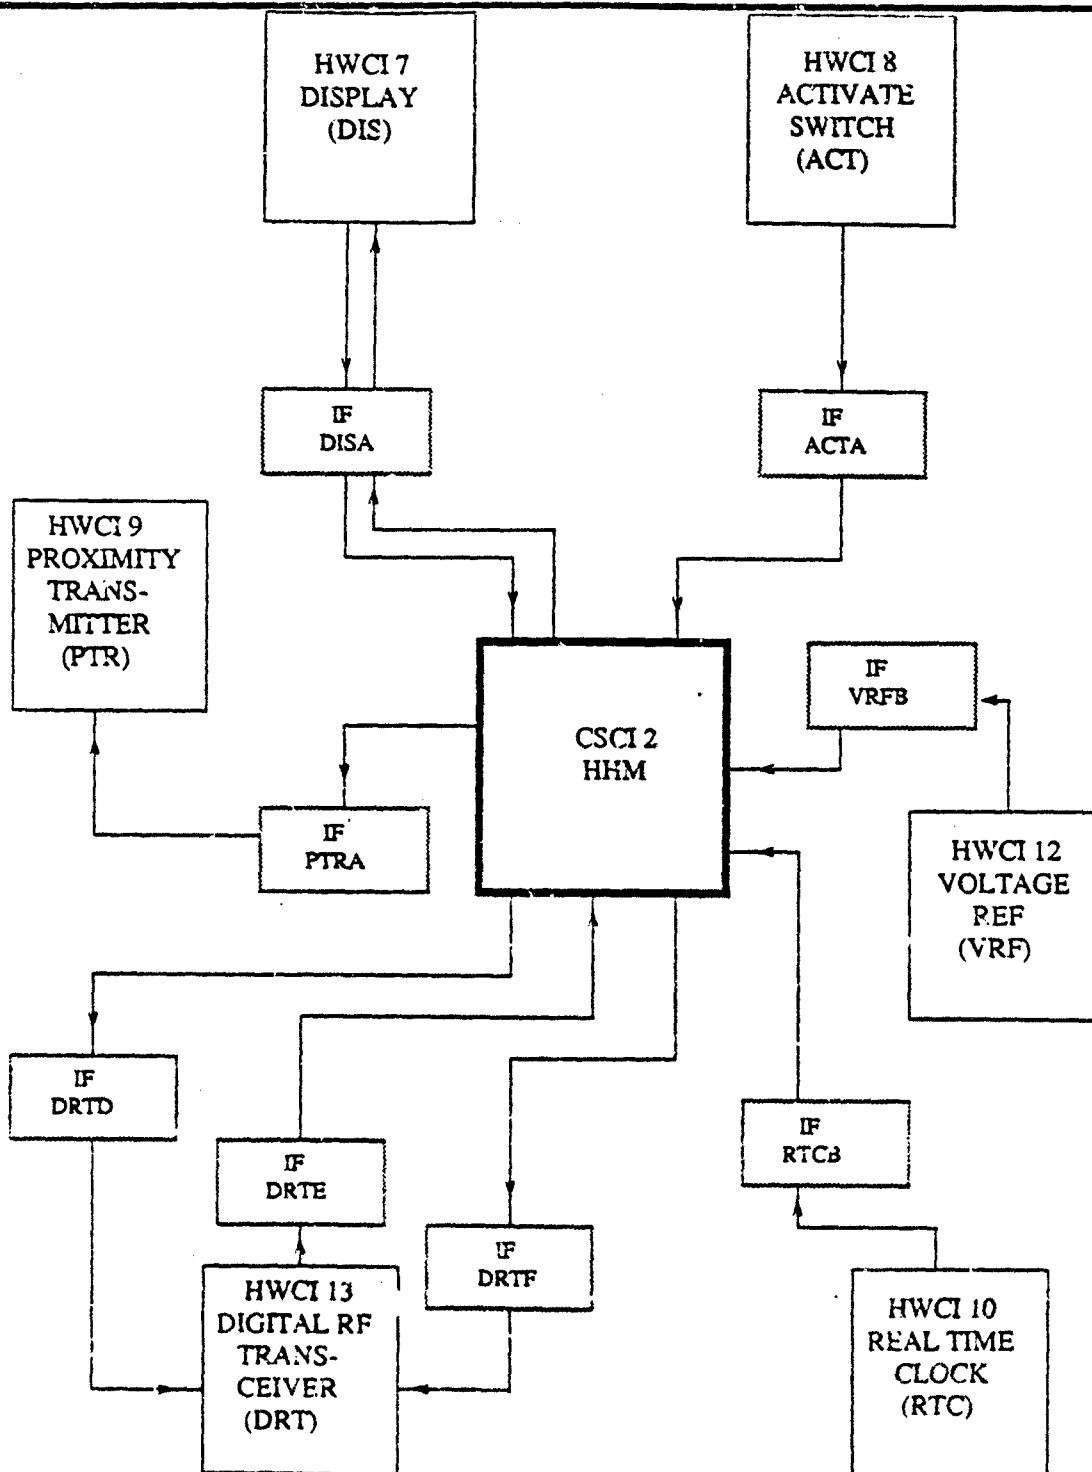 HWCI 7
DISPLAY
(DIS)
HWCI 8
ACTIVATE
SWITCH
(ACT)
IF
DISA
IF
ACTA
HWCI 9
PROXIMITY
TRANS-
MITTER
(PTR)
IF
VRFB
CSCI 2
HHM
IF
PTRA
HWCI 12
VOLTAGE
REF
(VRF)
IF
DRTD
IF
DRTE
IF
RTCB
IF
DRTF
HWCI 13
DIGITAL RF
TRANS-
CEIVER
(DRT)
HWCI 10
REAL TIME
CLOCK
(RTC)